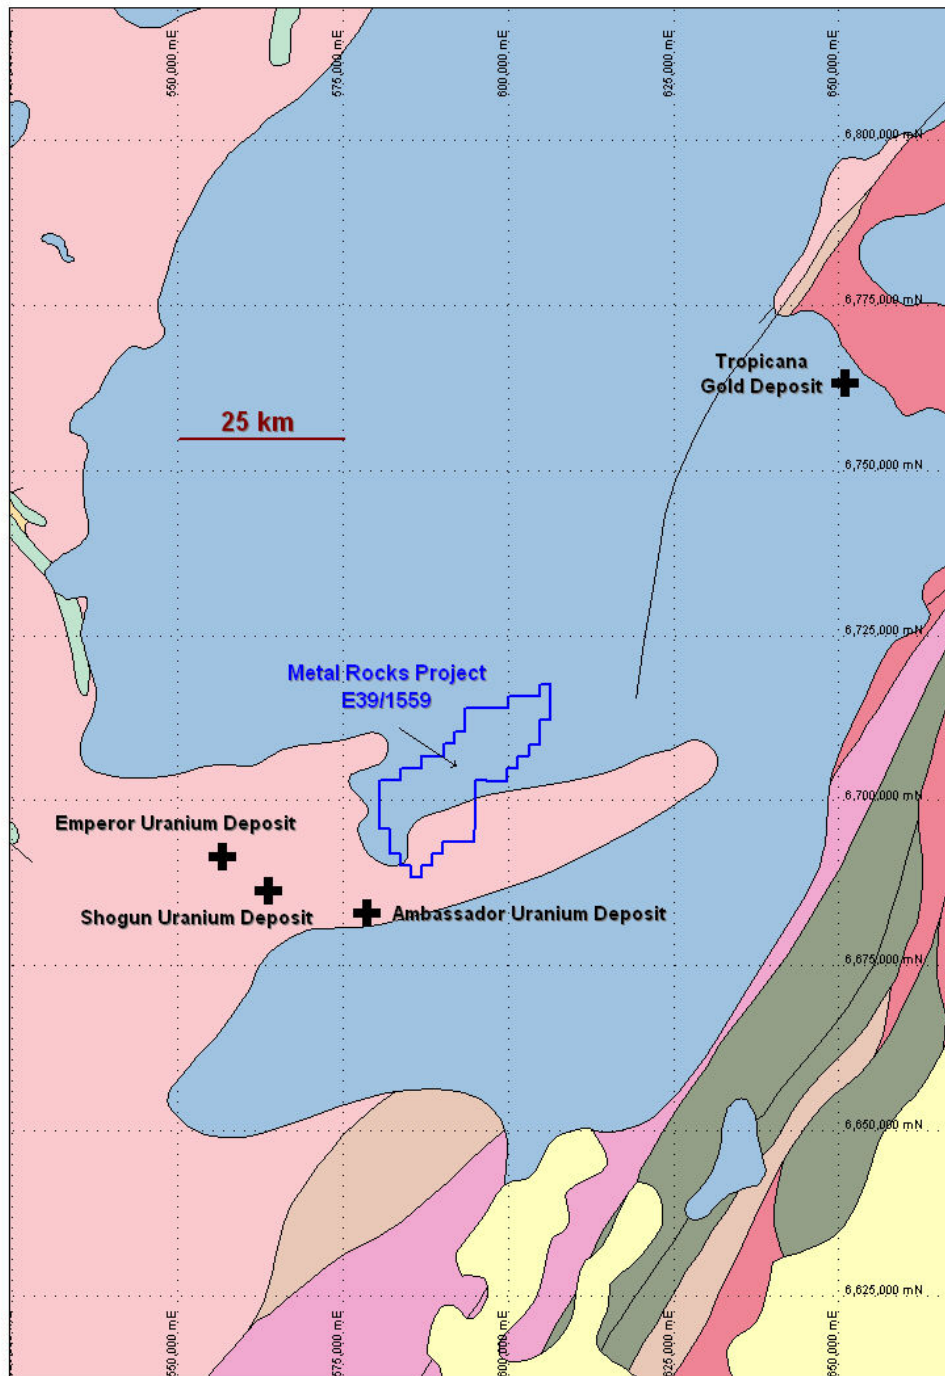 550,000 mE
575,000 mE
600,000 mE
625,000 mE
650,000 mE
6,800,000 mN
6,775,000 mN
Tropicana
Gold Deposit
25 km
6,750,000 mN
6,725,000 mN
Metal Rocks Project
E39/1559
6,700,000 mN
Emperor Uranium Deposit
Shogun Uranium Deposit
Ambassador Uranium Deposit
6,675,000 mN
6,650,000 mN
6,625,000 mN
550,000 mE
575,000 mE
600,000 mE
625,000 mE
650,000 mE